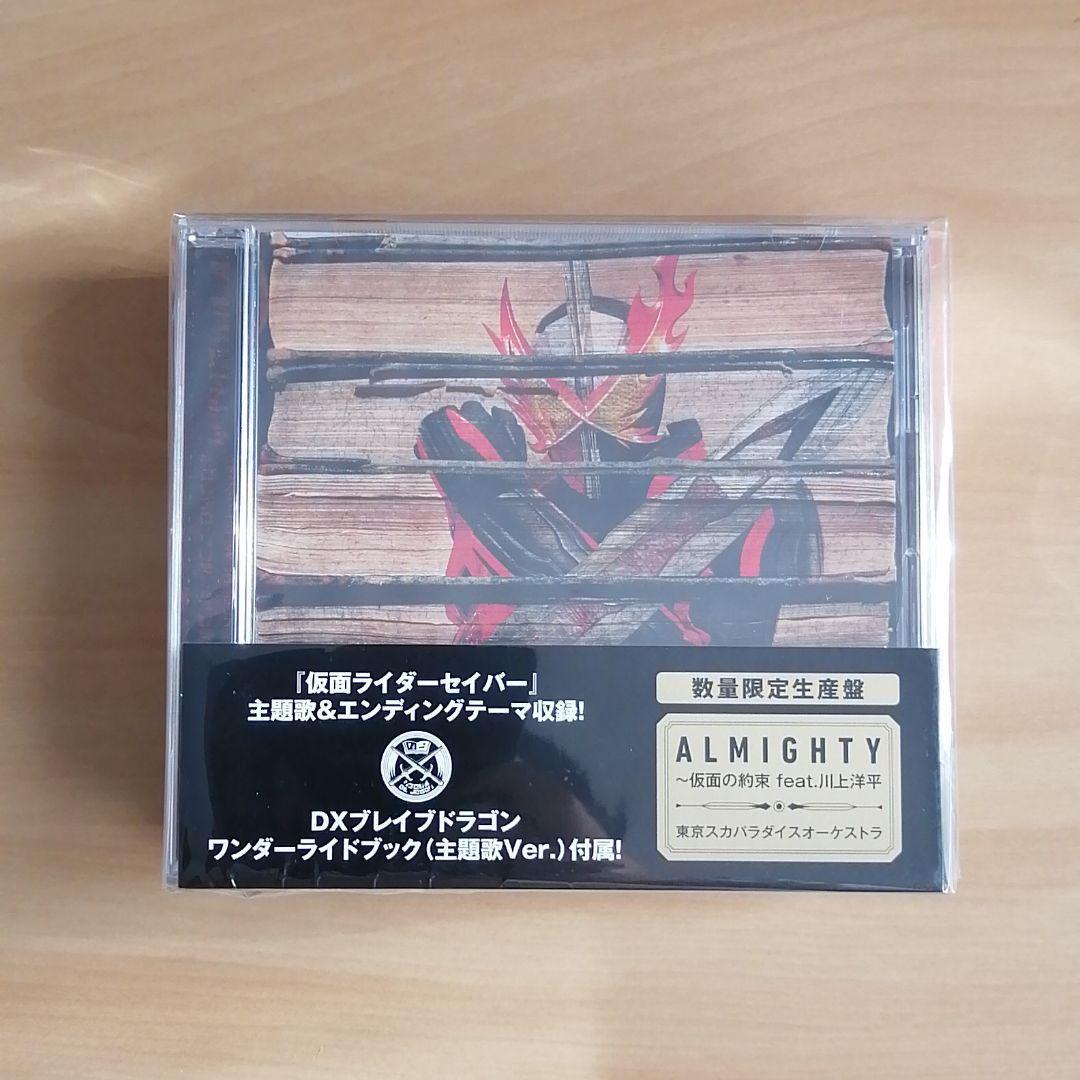 『仮面ライダーセイバー』
主題歌&エンディングテーマ収録!
DXブレイブドラゴン
ワンダーライドブック(主題歌Ver.)付属!
数量限定生産盤
ALMIGHTY
～仮面の約束 feat.川上洋平
東京スカパラダイスオーケストラ